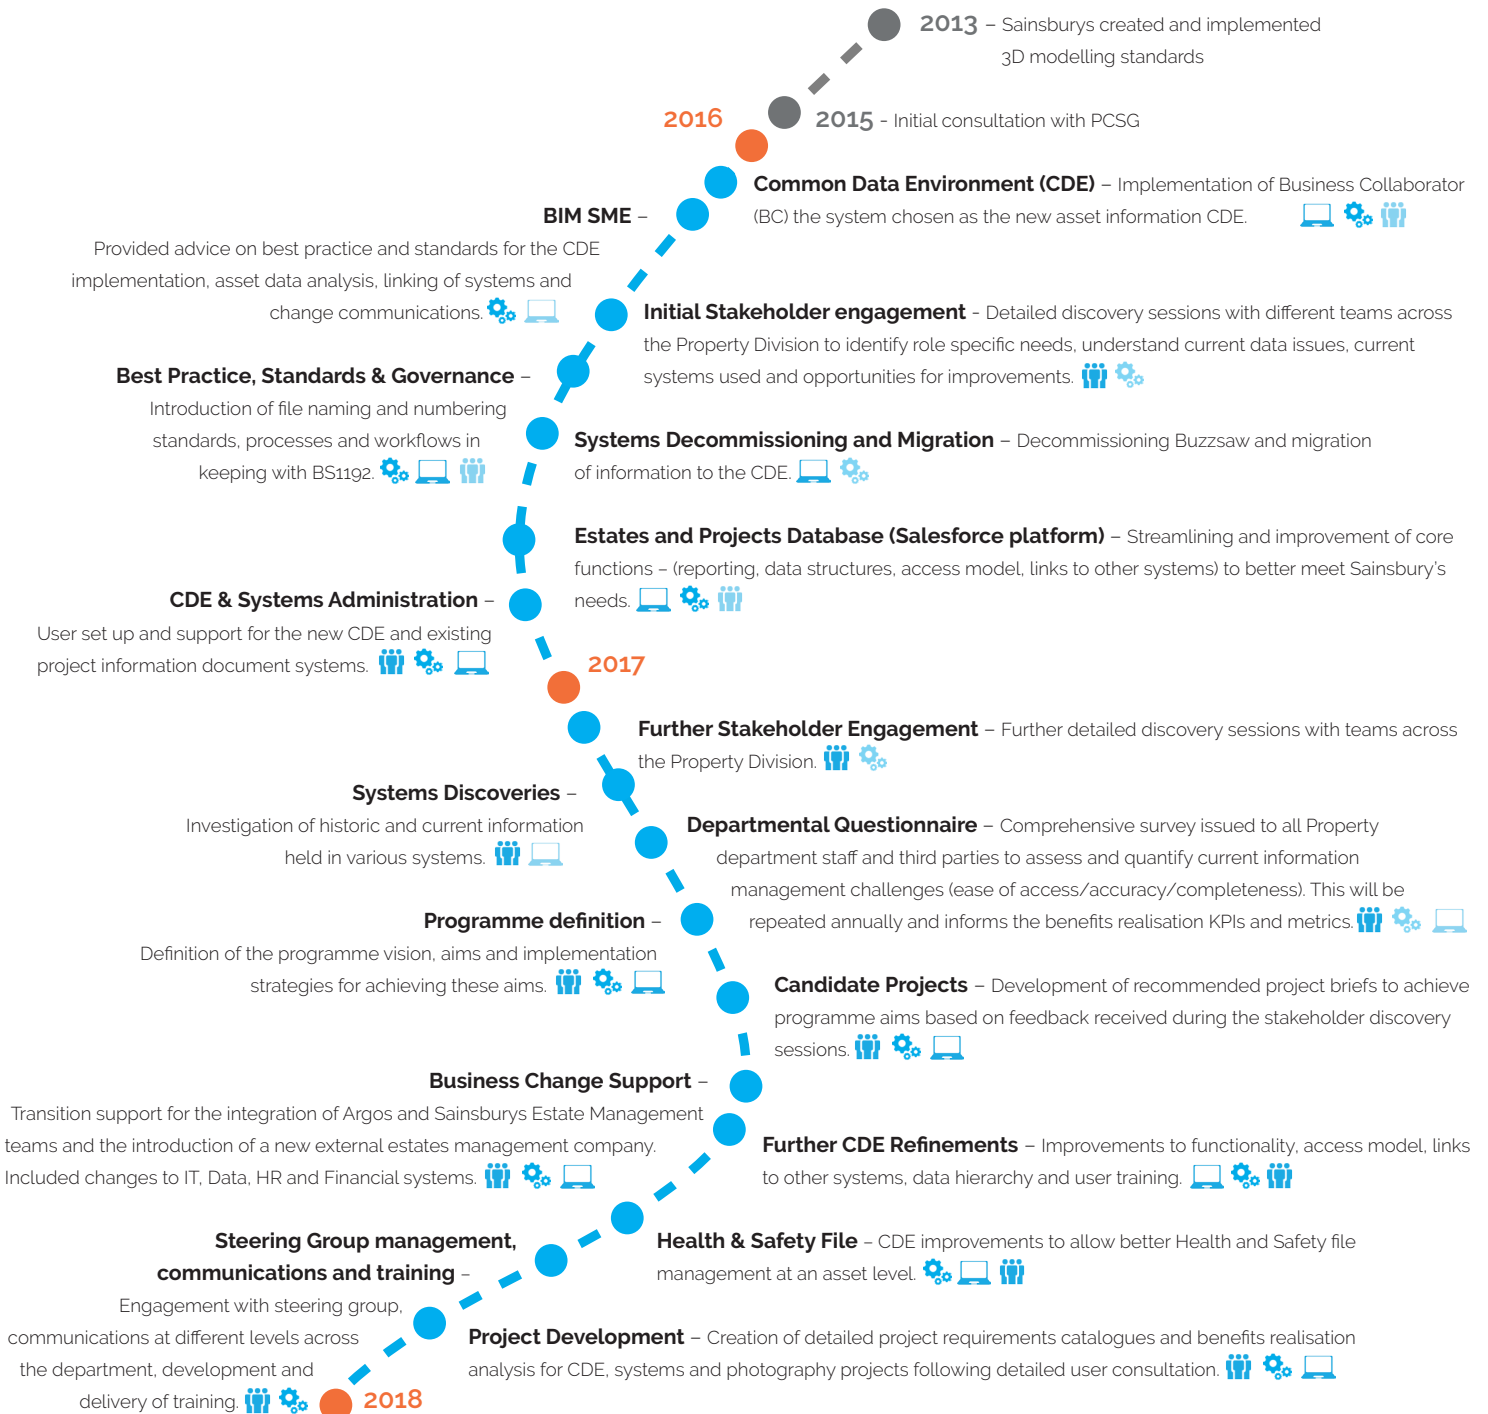 2013 – Sainsburys created and implemented
3D modelling standards
2016
2015 - Initial consultation with PCSG
Common Data Environment (CDE) – Implementation of Business Collaborator
(BC) the system chosen as the new asset information CDE.
BIM SME –
Provided advice on best practice and standards for the CDE
implementation, asset data analysis, linking of systems and
change communications.
Initial Stakeholder engagement - Detailed discovery sessions with different teams across
the Property Division to identify role specific needs, understand current data issues, current
systems used and opportunities for improvements.
Best Practice, Standards & Governance –
Introduction of file naming and numbering
standards, processes and workflows in
keeping with BS1192.
Systems Decommissioning and Migration – Decommissioning Buzzsaw and migration
of information to the CDE.
Estates and Projects Database (Salesforce platform) – Streamlining and improvement of core
functions – (reporting, data structures, access model, links to other systems) to better meet Sainsbury's
needs.
CDE & Systems Administration –
User set up and support for the new CDE and existing
project information document systems.
2017
Further Stakeholder Engagement – Further detailed discovery sessions with teams across
the Property Division.
Systems Discoveries –
Investigation of historic and current information
held in various systems.
Departmental Questionnaire – Comprehensive survey issued to all Property
department staff and third parties to assess and quantify current information
management challenges (ease of access/accuracy/completeness). This will be
repeated annually and informs the benefits realisation KPIs and metrics.
Programme definition –
Definition of the programme vision, aims and implementation
strategies for achieving these aims.
Candidate Projects – Development of recommended project briefs to achieve
programme aims based on feedback received during the stakeholder discovery
sessions.
Business Change Support –
Transition support for the integration of Argos and Sainsburys Estate Management
teams and the introduction of a new external estates management company.
Included changes to IT, Data, HR and Financial systems.
Further CDE Refinements – Improvements to functionality, access model, links
to other systems, data hierarchy and user training.
Steering Group management,
communications and training –
Engagement with steering group,
communications at different levels across
the department, development and
delivery of training.
Health & Safety File – CDE improvements to allow better Health and Safety file
management at an asset level.
Project Development – Creation of detailed project requirements catalogues and benefits realisation
analysis for CDE, systems and photography projects following detailed user consultation.
2018